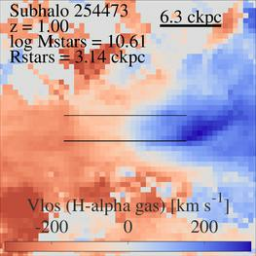 Subhalo 254473
z = 1.00
log Mstars = 10.61
Rstars = 3.14 ckpc
6.3 ckpc
Vlos (H-alpha gas) [km s⁻¹]
-200 0 200